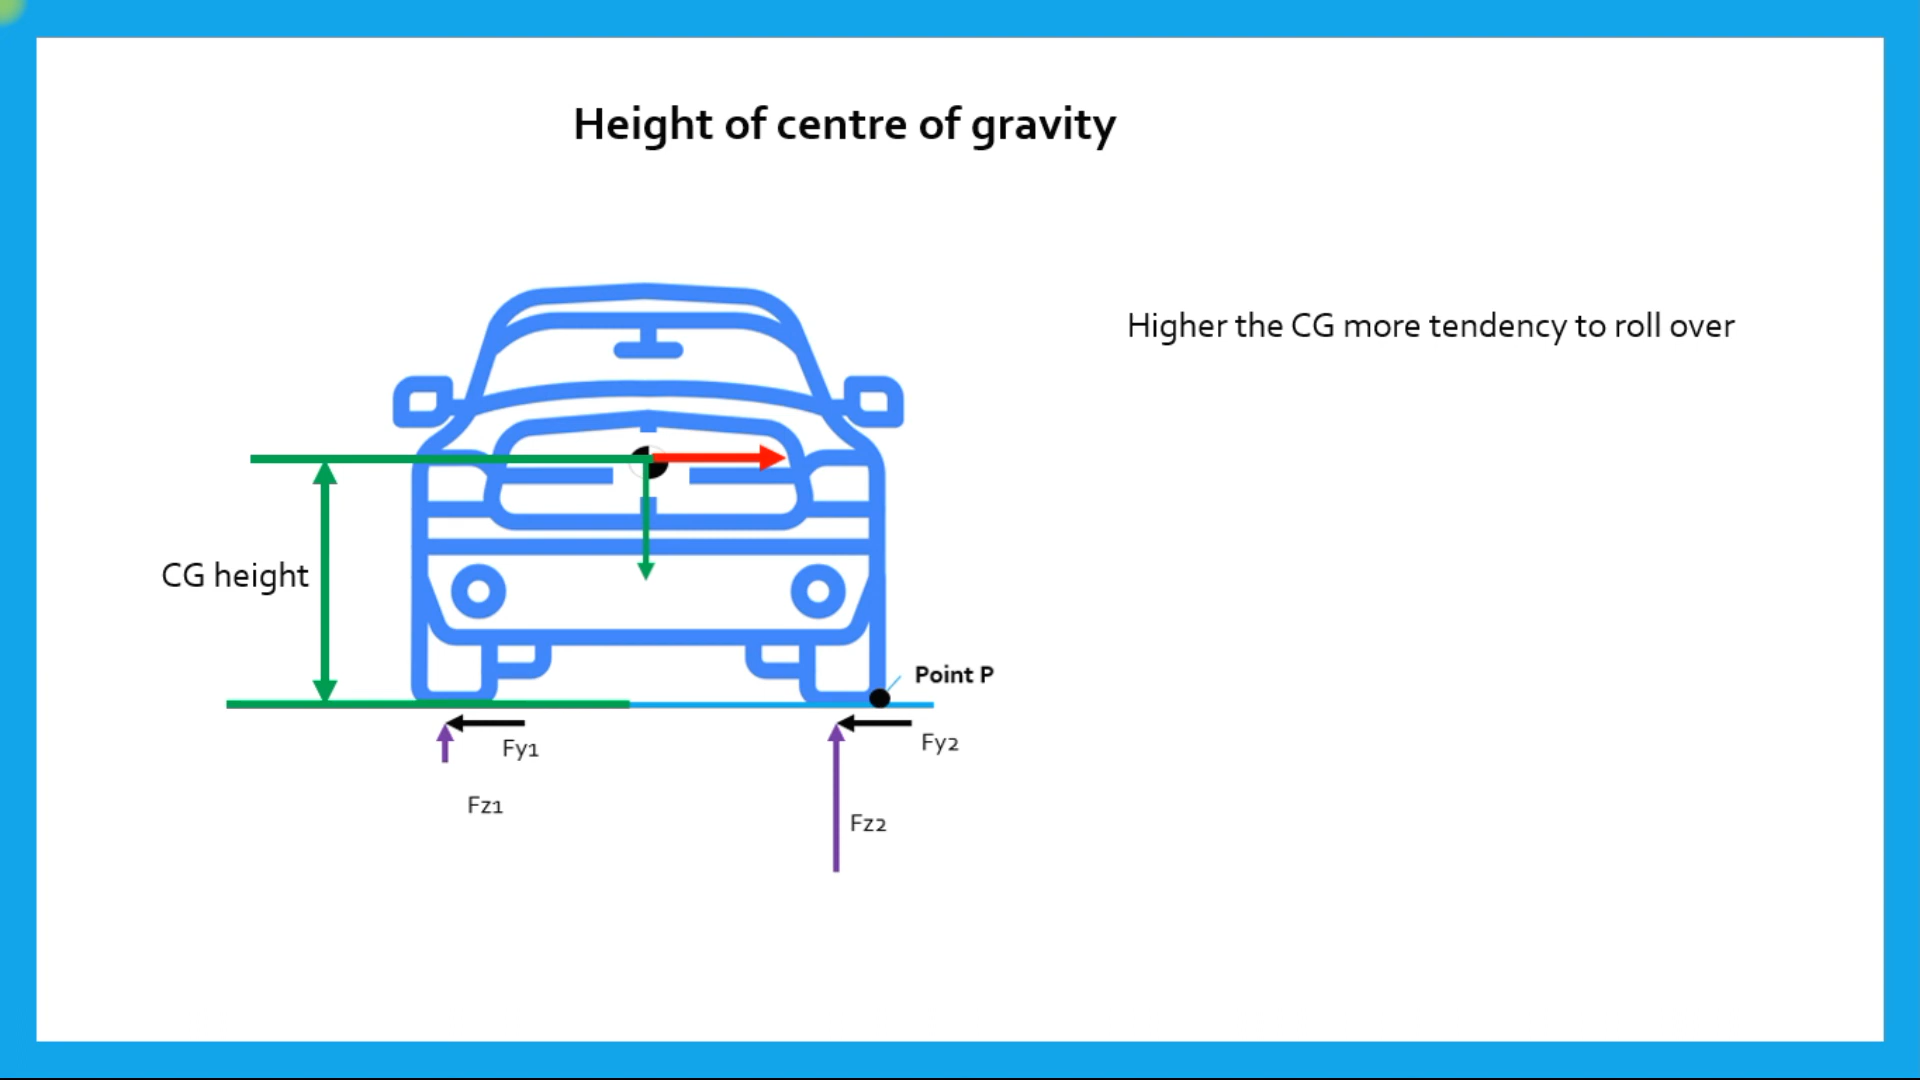 Height of centre of gravity
Higher the CG more tendency to roll over
CG height
Point P
Fy1
Fy2
Fz1
Fz2